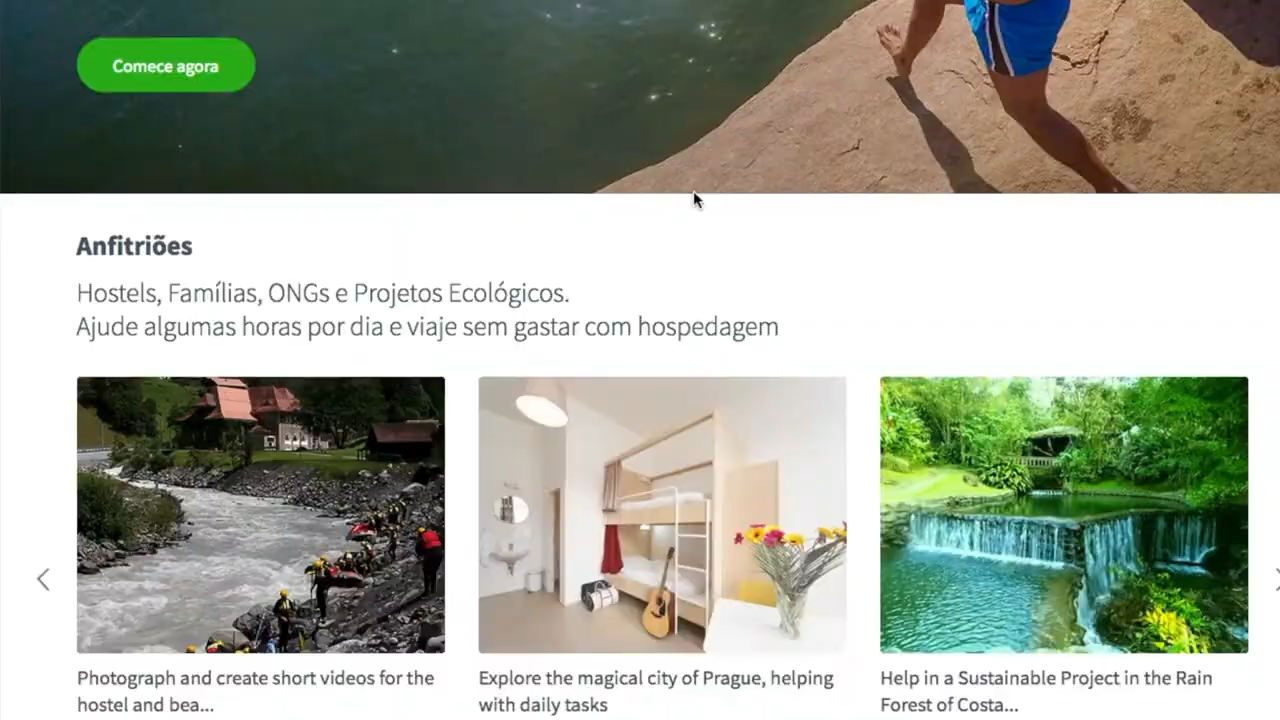 Comece agora
Anfitriões
Hostels, Famílias, ONGs e Projetos Ecológicos.
Ajude algumas horas por dia e viaje sem gastar com hospedagem
Photograph and create short videos for the
hostel and bea...
Explore the magical city of Prague, helping
with daily tasks
Help in a Sustainable Project in the Rain
Forest of Costa...